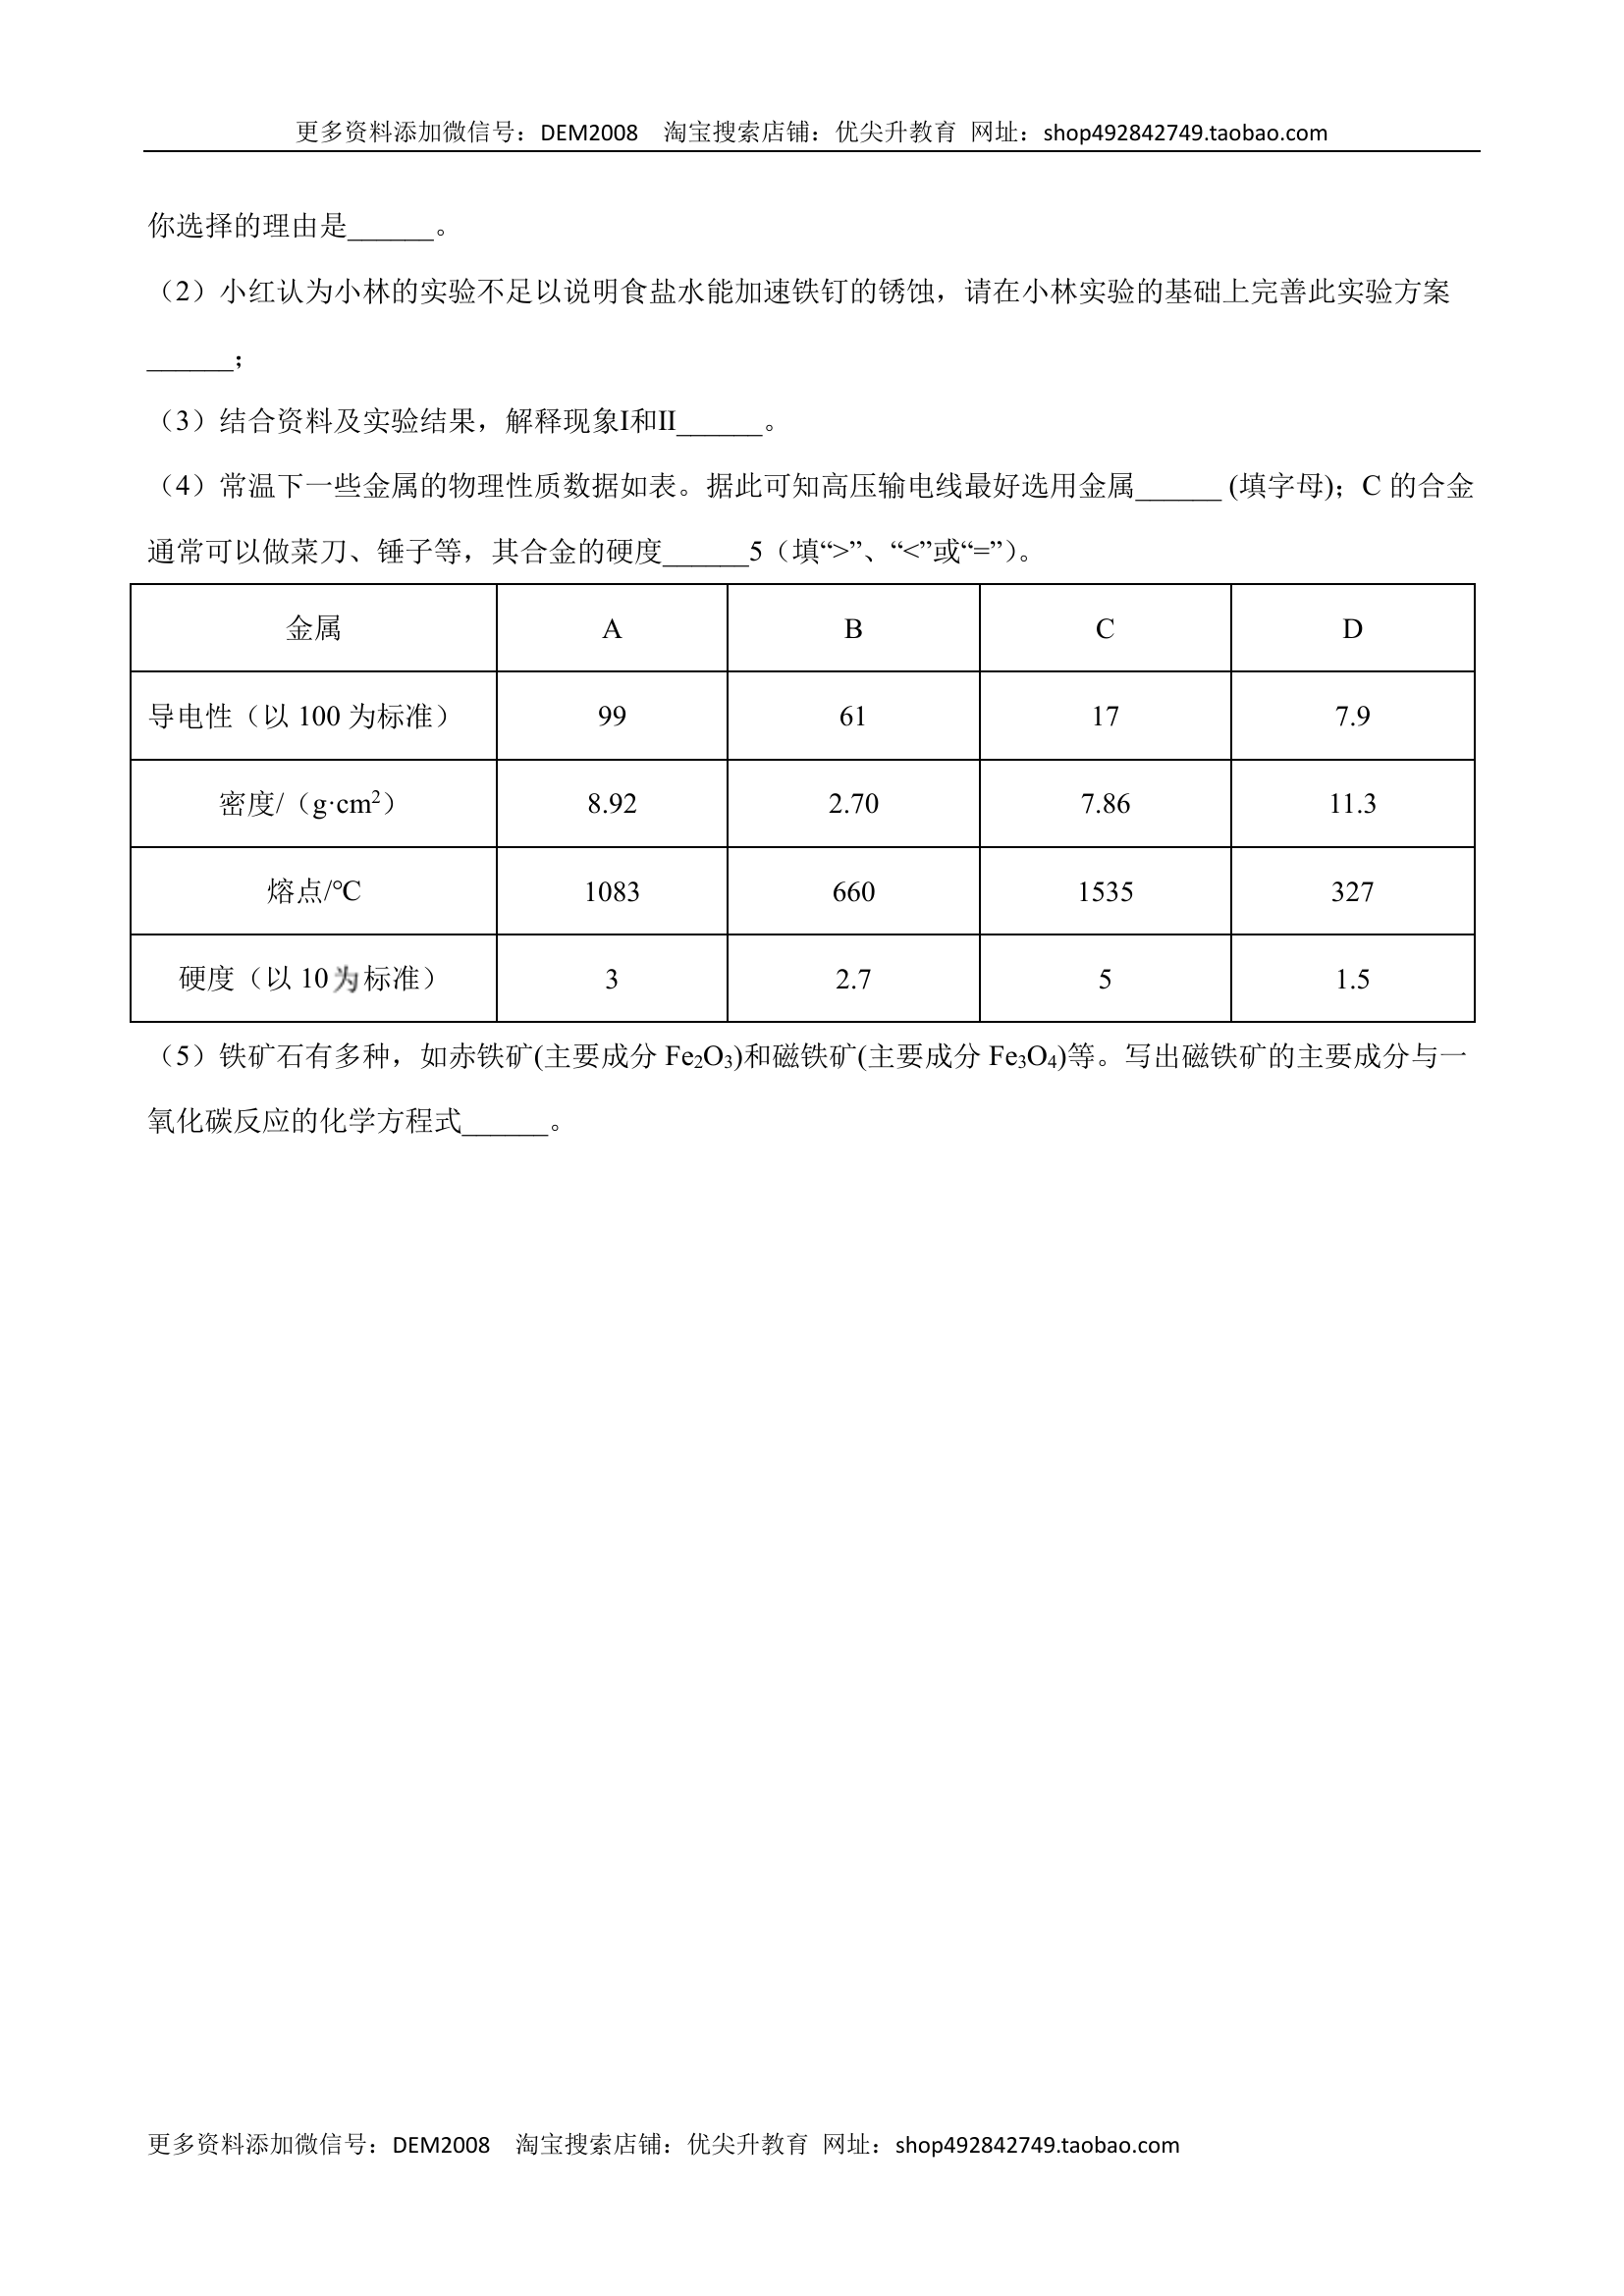 更多资料添加微信号：DEM2008 淘宝搜索店铺：优尖升教育 网址：shop492842749.taobao.com
你选择的理由是______。
（2）小红认为小林的实验不足以说明食盐水能加速铁钉的锈蚀，请在小林实验的基础上完善此实验方案
______；
（3）结合资料及实验结果，解释现象I和II______。
（4）常温下一些金属的物理性质数据如表。据此可知高压输电线最好选用金属______ (填字母)；C 的合金
通常可以做菜刀、锤子等，其合金的硬度______5（填“>”、“<”或“=”）。
金属 A B C D
导电性（以 100 为标准） 99 61 17 7.9
密度/（g·cm²） 8.92 2.70 7.86 11.3
熔点/℃ 1083 660 1535 327
硬度（以 10 为标准） 3 2.7 5 1.5
（5）铁矿石有多种，如赤铁矿(主要成分 Fe₂O₃)和磁铁矿(主要成分 Fe₃O₄)等。写出磁铁矿的主要成分与一
氧化碳反应的化学方程式______。
更多资料添加微信号：DEM2008 淘宝搜索店铺：优尖升教育 网址：shop492842749.taobao.com